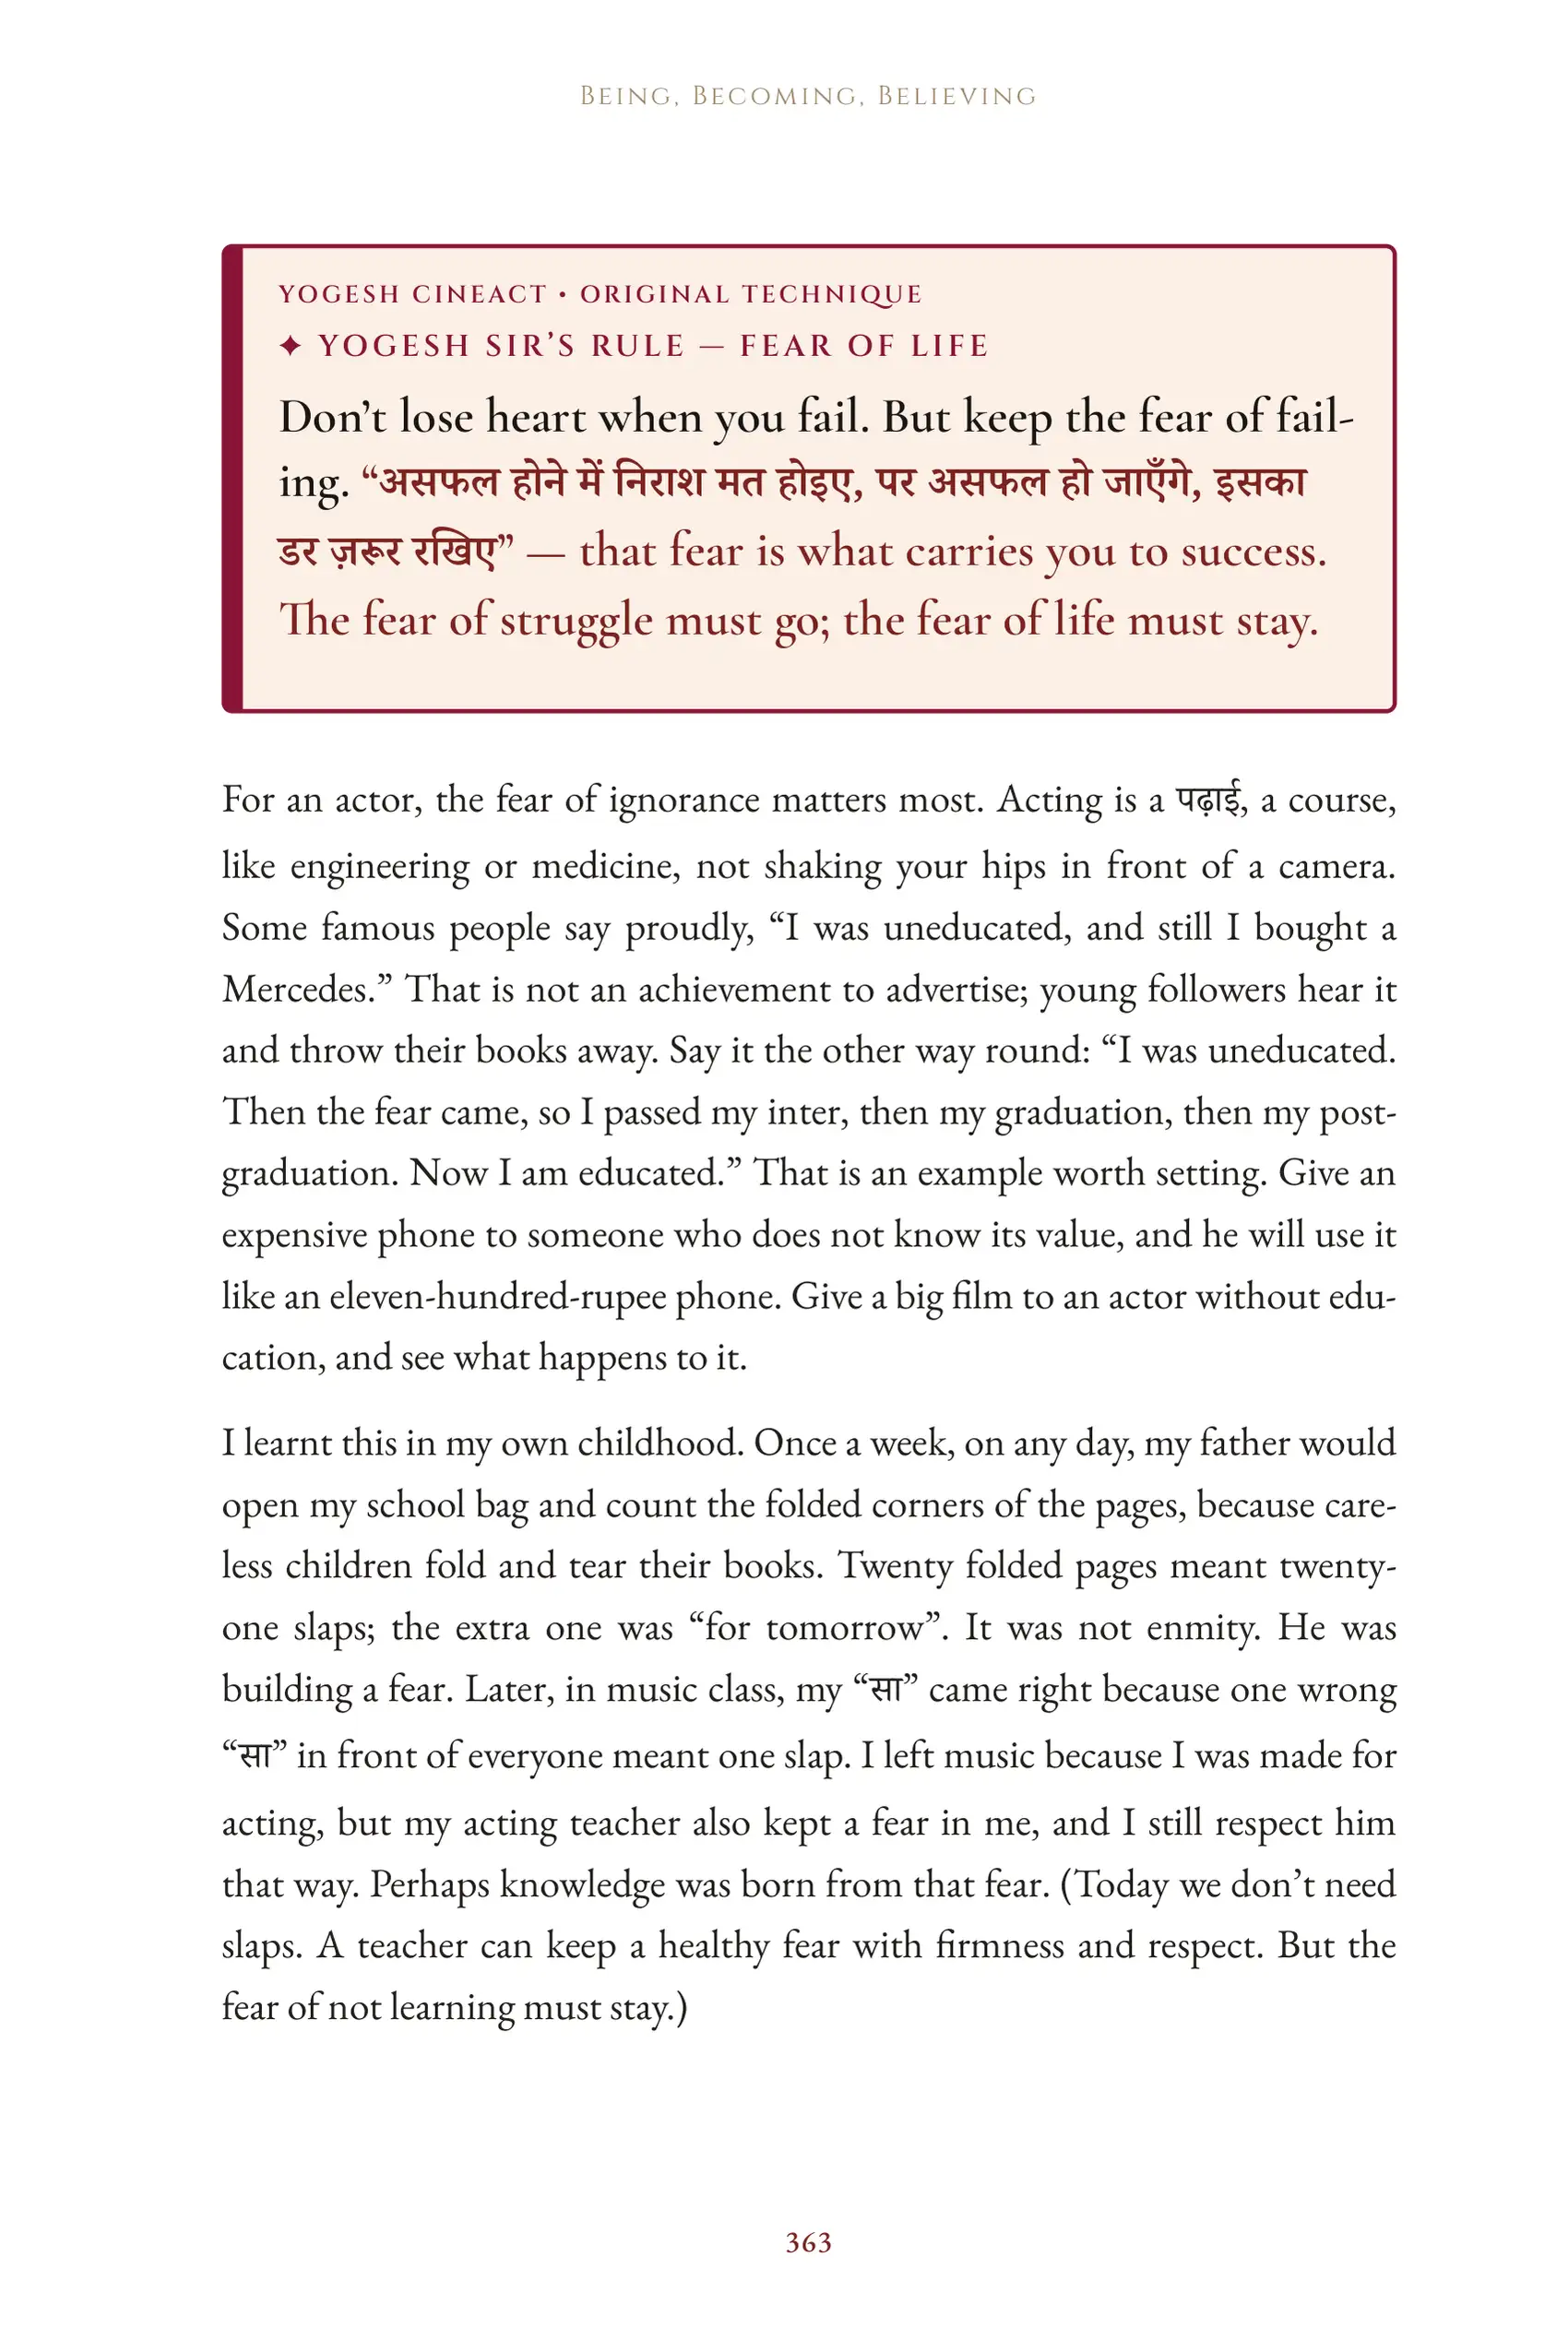 Being, Becoming, Believing
YOGESH CINEACT • ORIGINAL TECHNIQUE
✦ YOGESH SIR’S RULE — FEAR OF LIFE
Don’t lose heart when you fail. But keep the fear of fail-
ing. “असफल होने में निराश मत होइए, पर असफल हो जाएँगे, इसका
डर ज़रूर रखिए” — that fear is what carries you to success.
The fear of struggle must go; the fear of life must stay.
For an actor, the fear of ignorance matters most. Acting is a पढ़ाई, a course,
like engineering or medicine, not shaking your hips in front of a camera.
Some famous people say proudly, “I was uneducated, and still I bought a
Mercedes.” That is not an achievement to advertise; young followers hear it
and throw their books away. Say it the other way round: “I was uneducated.
Then the fear came, so I passed my inter, then my graduation, then my post-
graduation. Now I am educated.” That is an example worth setting. Give an
expensive phone to someone who does not know its value, and he will use it
like an eleven-hundred-rupee phone. Give a big film to an actor without edu-
cation, and see what happens to it.
I learnt this in my own childhood. Once a week, on any day, my father would
open my school bag and count the folded corners of the pages, because care-
less children fold and tear their books. Twenty folded pages meant twenty-
one slaps; the extra one was “for tomorrow”. It was not enmity. He was
building a fear. Later, in music class, my “सा” came right because one wrong
“सा” in front of everyone meant one slap. I left music because I was made for
acting, but my acting teacher also kept a fear in me, and I still respect him
that way. Perhaps knowledge was born from that fear. (Today we don’t need
slaps. A teacher can keep a healthy fear with firmness and respect. But the
fear of not learning must stay.)
363